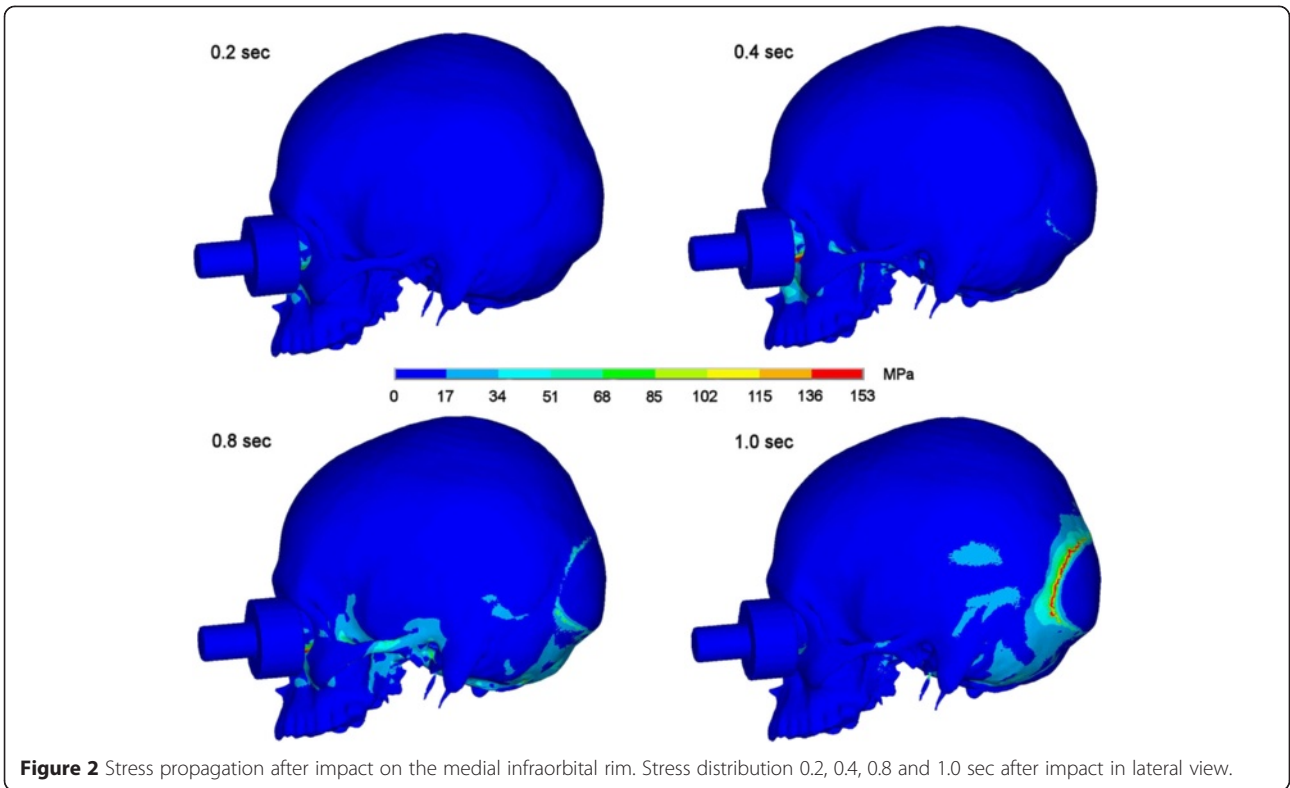 0.2 sec
0.4 sec
MPa
0 17 34 51 68 85 102 115 136 153
0.8 sec
1.0 sec
Figure 2 Stress propagation after impact on the medial infraorbital rim. Stress distribution 0.2, 0.4, 0.8 and 1.0 sec after impact in lateral view.